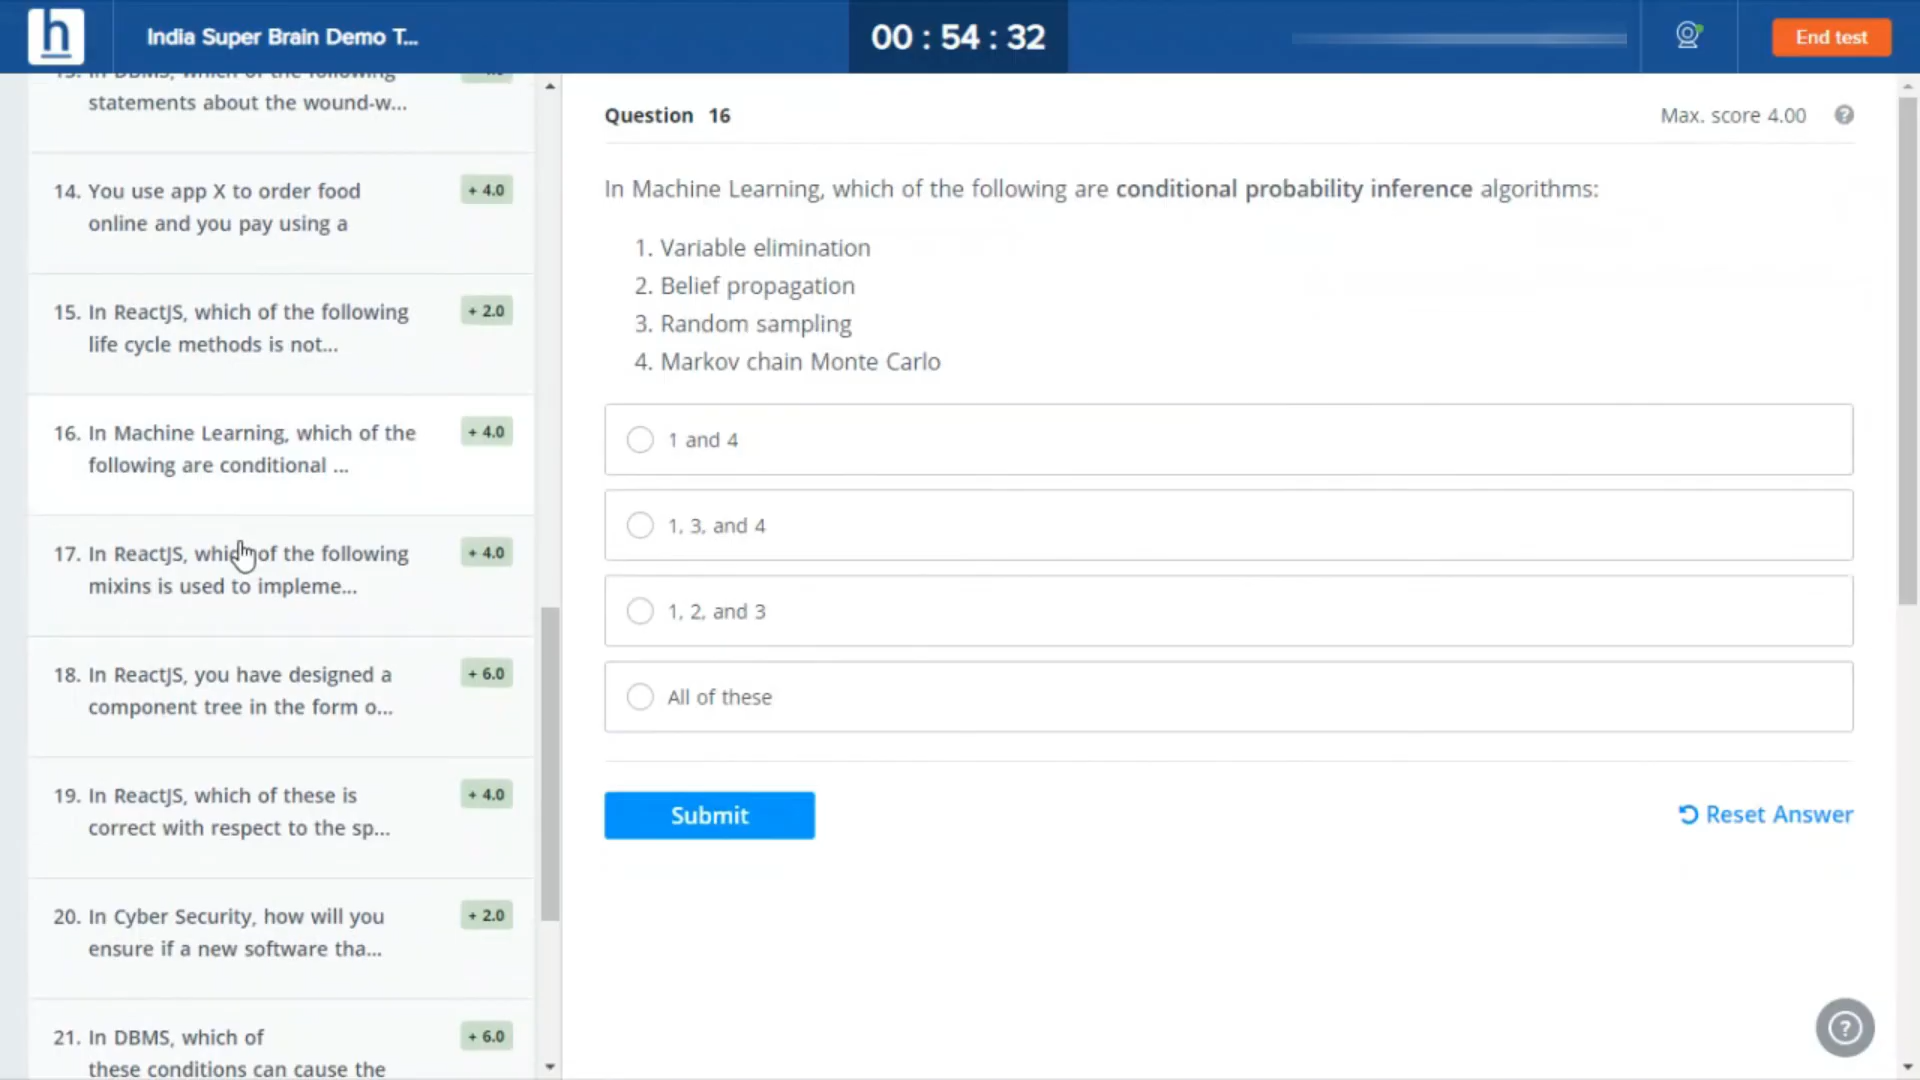 h
India Super Brain Demo T...
00 : 54 : 32
End test
13. In DBMS, which of the following
statements about the wound-w...
14. You use app X to order food
online and you pay using a
+ 4.0
15. In ReactJS, which of the following
life cycle methods is not...
+ 2.0
16. In Machine Learning, which of the
following are conditional ...
+ 4.0
17. In ReactJS, which of the following
mixins is used to impleme...
+ 4.0
18. In ReactJS, you have designed a
component tree in the form o...
+ 6.0
19. In ReactJS, which of these is
correct with respect to the sp...
+ 4.0
20. In Cyber Security, how will you
ensure if a new software tha...
+ 2.0
21. In DBMS, which of
these conditions can cause the
+ 6.0
Question 16
Max. score 4.00 ?
In Machine Learning, which of the following are conditional probability inference algorithms:
1. Variable elimination
2. Belief propagation
3. Random sampling
4. Markov chain Monte Carlo
1 and 4
1, 3, and 4
1, 2, and 3
All of these
Submit
Reset Answer
?